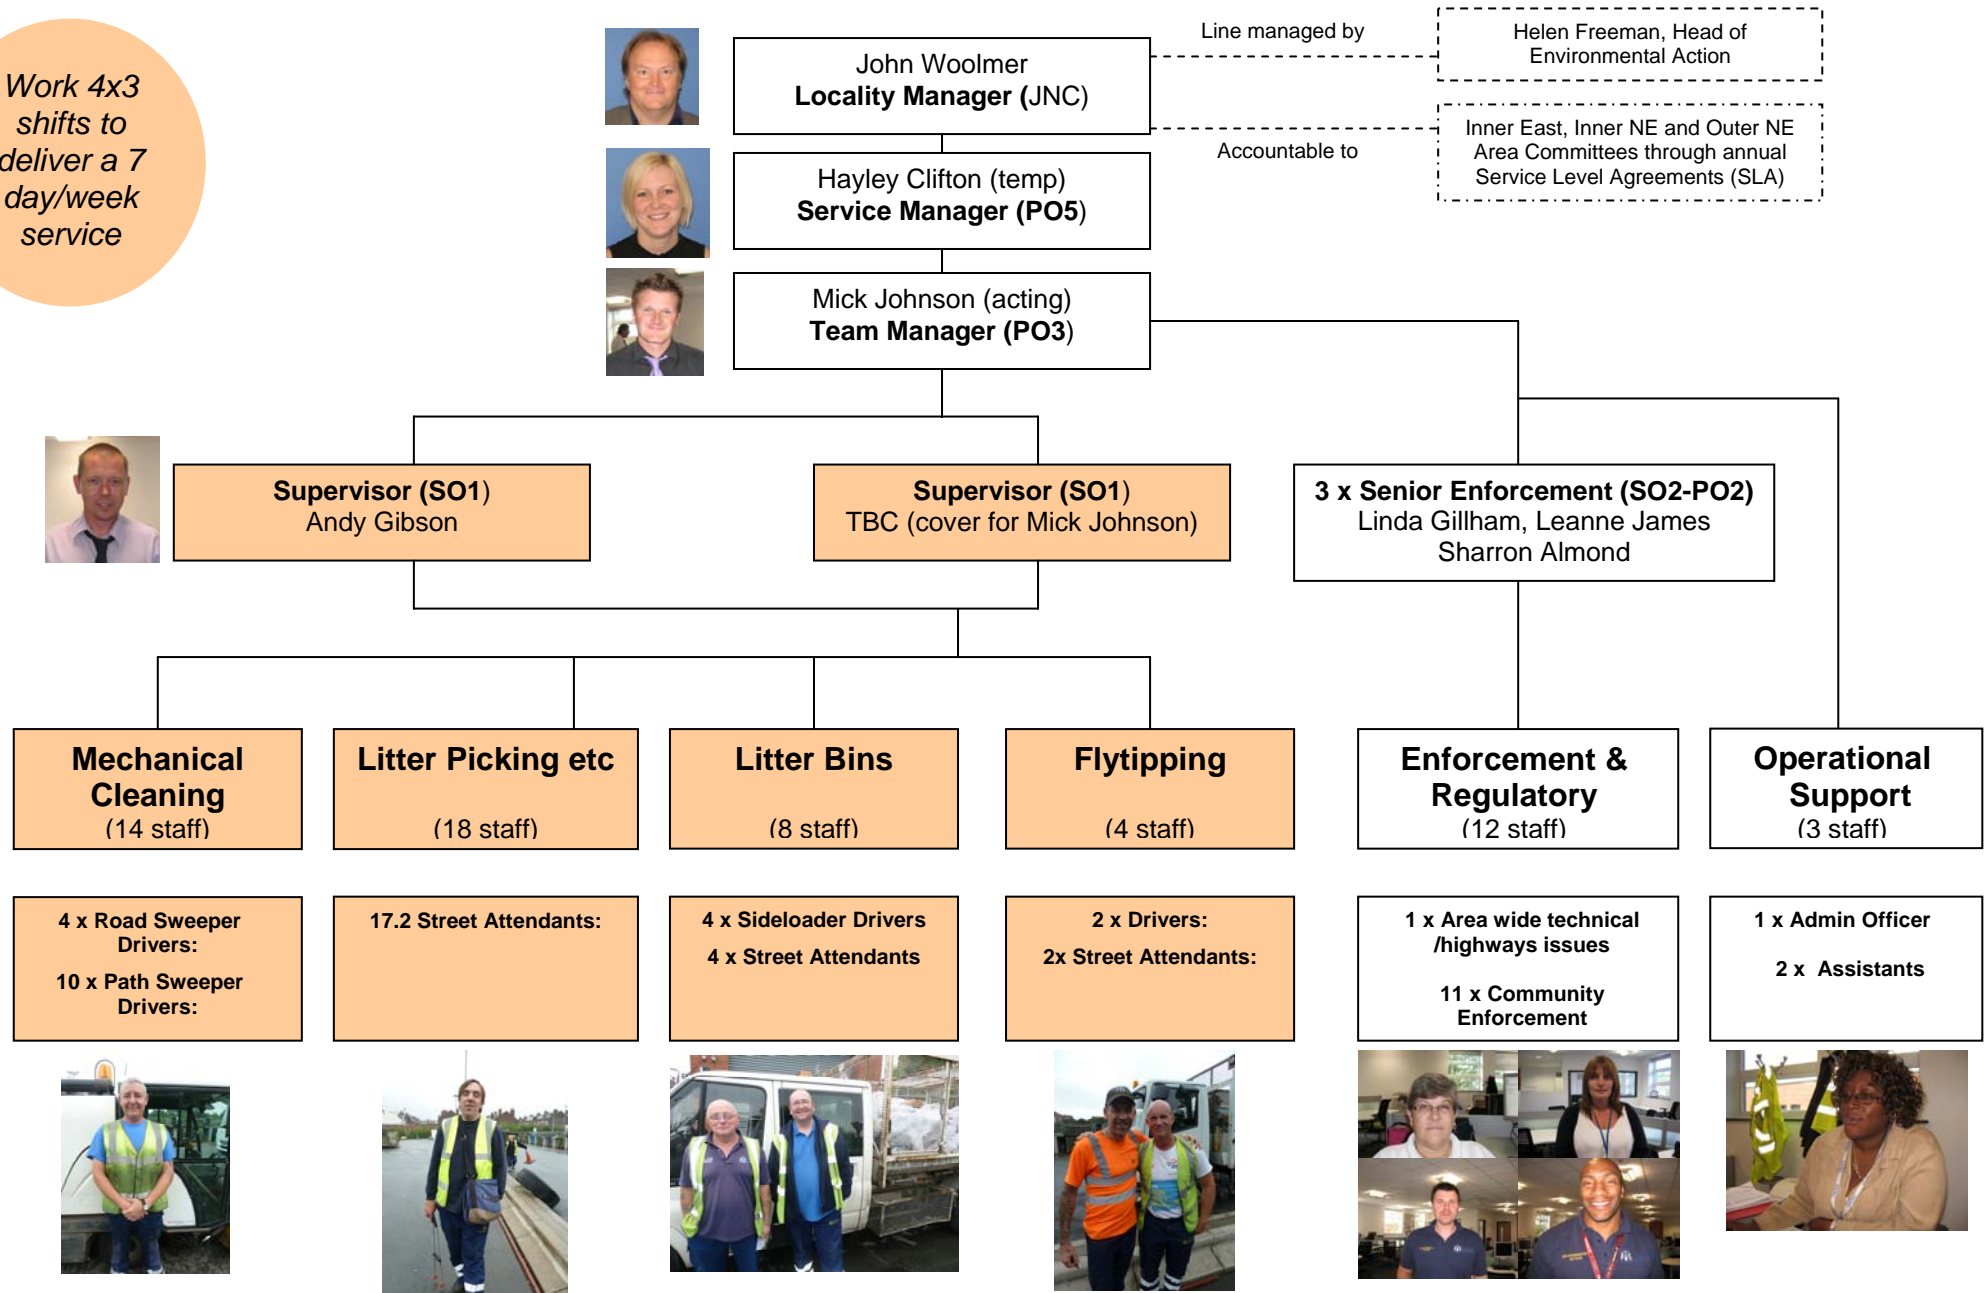 Work 4x3
shifts to
deliver a 7
day/week
service
John Woolmer
Locality Manager (JNC)
Line managed by
Helen Freeman, Head of
Environmental Action
Accountable to
Inner East, Inner NE and Outer NE
Area Committees through annual
Service Level Agreements (SLA)
Hayley Clifton (temp)
Service Manager (PO5)
Mick Johnson (acting)
Team Manager (PO3)
Supervisor (SO1)
Andy Gibson
Supervisor (SO1)
TBC (cover for Mick Johnson)
3 x Senior Enforcement (SO2-PO2)
Linda Gillham, Leanne James
Sharron Almond
Mechanical
Cleaning
(14 staff)
Litter Picking etc
(18 staff)
Litter Bins
(8 staff)
Flytipping
(4 staff)
Enforcement &
Regulatory
(12 staff)
Operational
Support
(3 staff)
4 x Road Sweeper
Drivers:
10 x Path Sweeper
Drivers:
17.2 Street Attendants:
4 x Sideloader Drivers
4 x Street Attendants
2 x Drivers:
2x Street Attendants:
1 x Area wide technical
/highways issues
11 x Community
Enforcement
1 x Admin Officer
2 x  Assistants